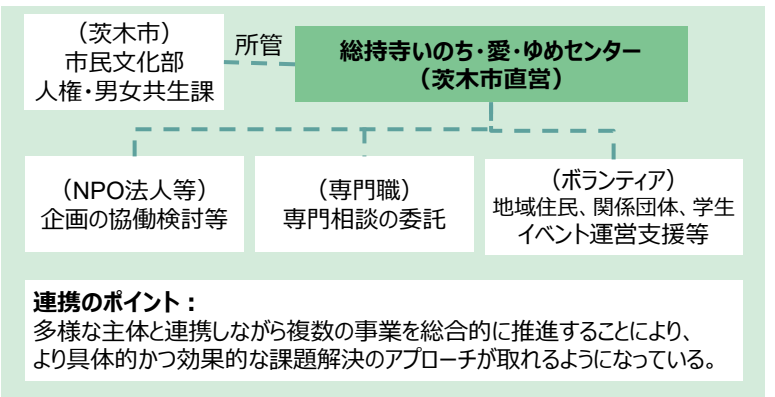 （茨木市）
市民文化部
人権・男女共生課
所管
総持寺いのち・愛・ゆめセンター
（茨木市直営）
（NPO法人等）
企画の協働検討等
（専門職）
専門相談の委託
（ボランティア）
地域住民、関係団体、学生
イベント運営支援等
連携のポイント：
多様な主体と連携しながら複数の事業を総合的に推進することにより、
より具体的かつ効果的な課題解決のアプローチが取れるようになっている。